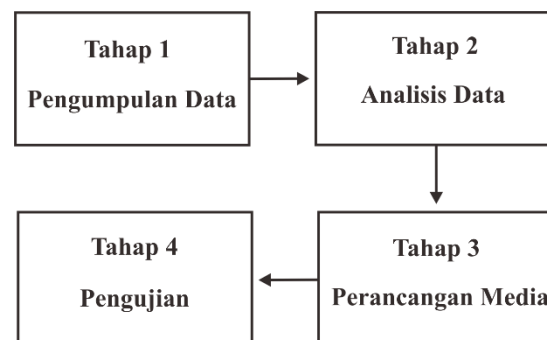 Tahap 1
Pengumpulan Data
Tahap 2
Analisis Data
Tahap 3
Perancangan Media
Tahap 4
Pengujian